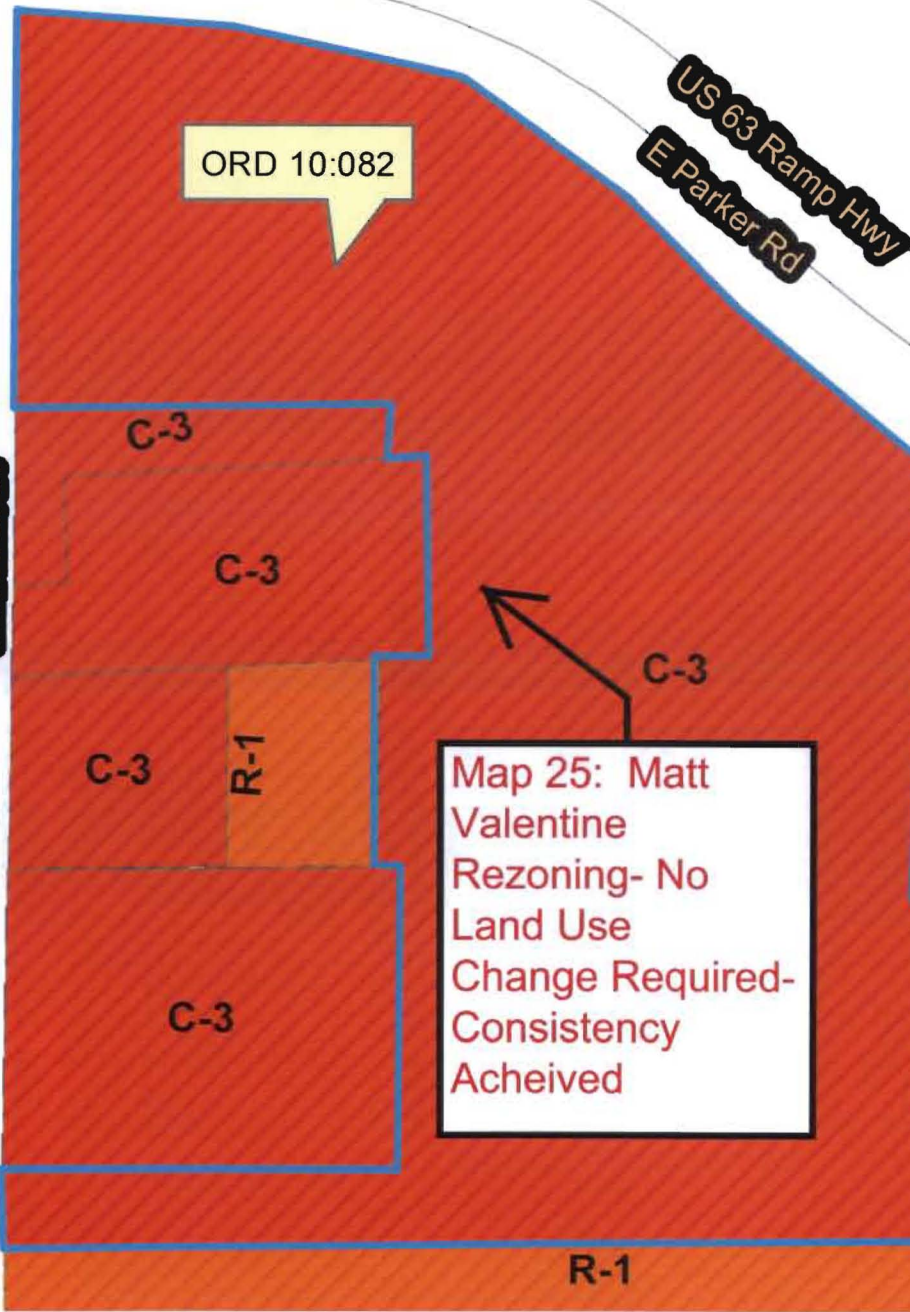 US 63 Ramp Hwy
E Parker Rd
ORD 10:082
C-3
C-3
C-3
C-3
R-1
Map 25: Matt
Valentine
Rezoning- No
Land Use
Change Required-
Consistency
Acheived
C-3
R-1